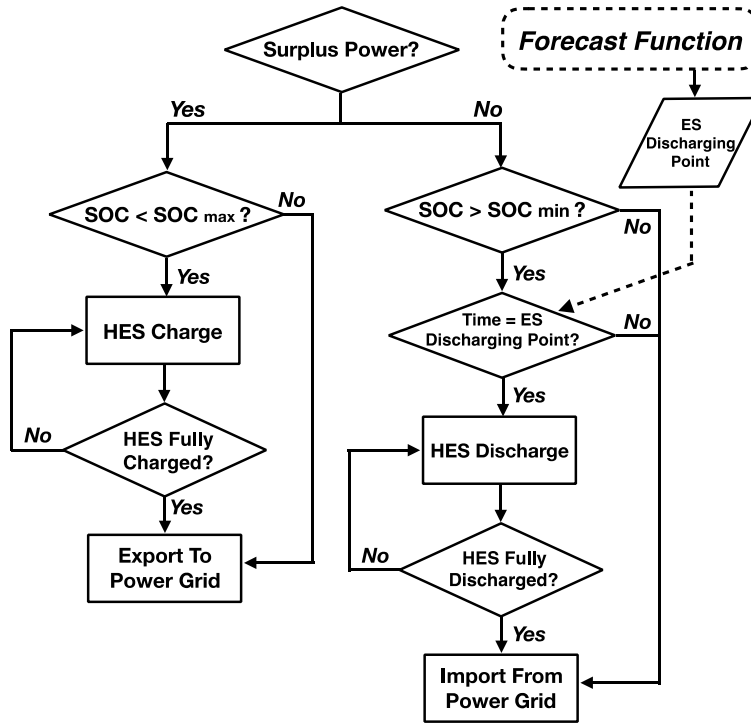 Surplus Power?
Forecast Function
Yes
No
ES
Discharging
Point
SOC < SOC max ?
No
SOC > SOC min ?
No
Yes
Yes
HES Charge
Time = ES
Discharging Point?
No
Yes
No
HES Fully
Charged?
HES Discharge
Yes
Export To
Power Grid
No
HES Fully
Discharged?
Yes
Import From
Power Grid